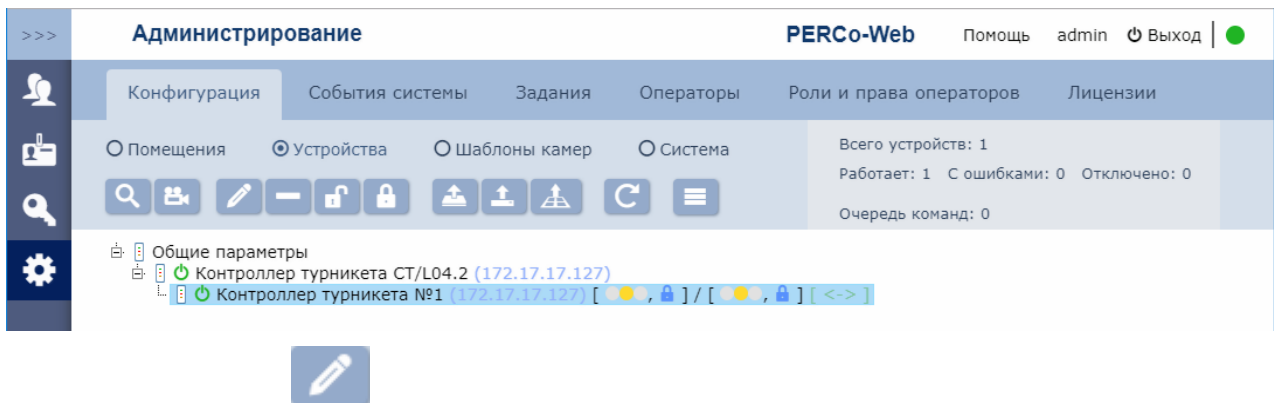 >>> Администрирование PERCo-Web Помощь admin Выход
Конфигурация События системы Задания Операторы Роли и права операторов Лицензии
Помещения Устройства Шаблоны камер Система
Всего устройств: 1
Работает: 1 С ошибками: 0 Отключено: 0
Очередь команд: 0
Общие параметры
Контроллер турникета CT/L04.2 (172.17.17.127)
Контроллер турникета №1 (172.17.17.127) [ , ] / [ , ] [ <-> ]